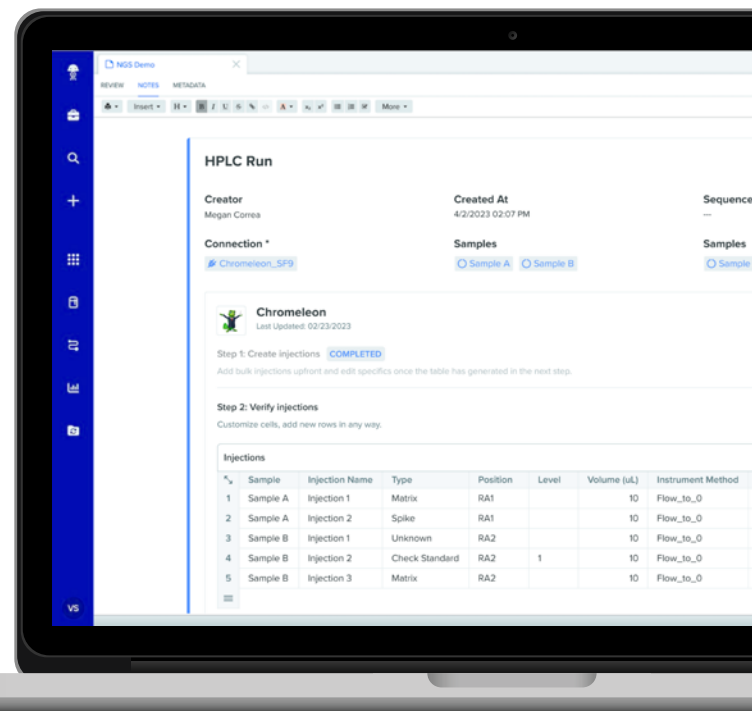 NGS Demo
REVIEW NOTES METADATA
Insert H B I U S A More
HPLC Run
Creator Created At Sequence
Megan Correa 4/2/2023 02:07 PM ---
Connection * Samples Samples
Chromeleon_SF9 Sample A Sample B Sample
Chromeleon
Last Updated: 02/23/2023
Step 1: Create injections COMPLETED
Add bulk injections upfront and edit specifics once the table has generated in the next step.
Step 2: Verify injections
Customize cells, add new rows in any way.
Injections
Sample Injection Name Type Position Level Volume (uL) Instrument Method
1 Sample A Injection 1 Matrix RA1 10 Flow_to_0
2 Sample A Injection 2 Spike RA1 10 Flow_to_0
3 Sample B Injection 1 Unknown RA2 10 Flow_to_0
4 Sample B Injection 2 Check Standard RA2 1 10 Flow_to_0
5 Sample B Injection 3 Matrix RA2 10 Flow_to_0
VS